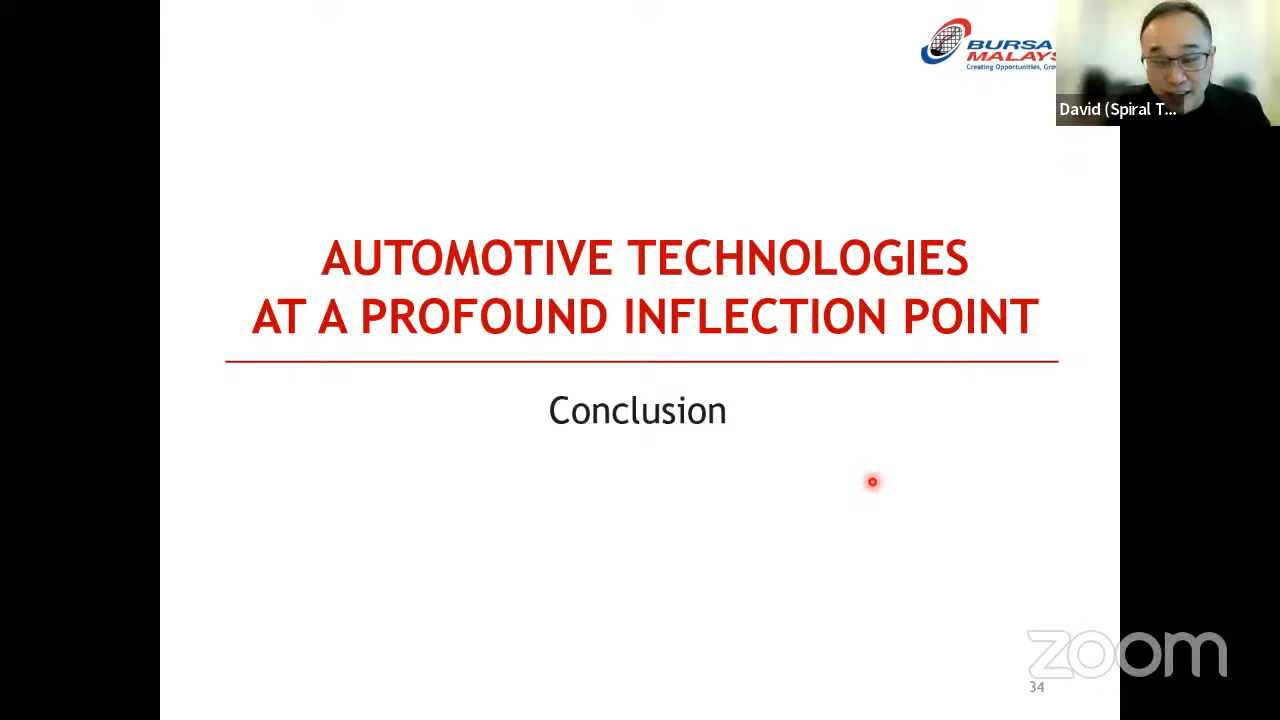 BURSA
MALAYS
Creating Opportunities, Grow
David (Spiral T...
AUTOMOTIVE TECHNOLOGIES
AT A PROFOUND INFLECTION POINT
Conclusion
zoom
34